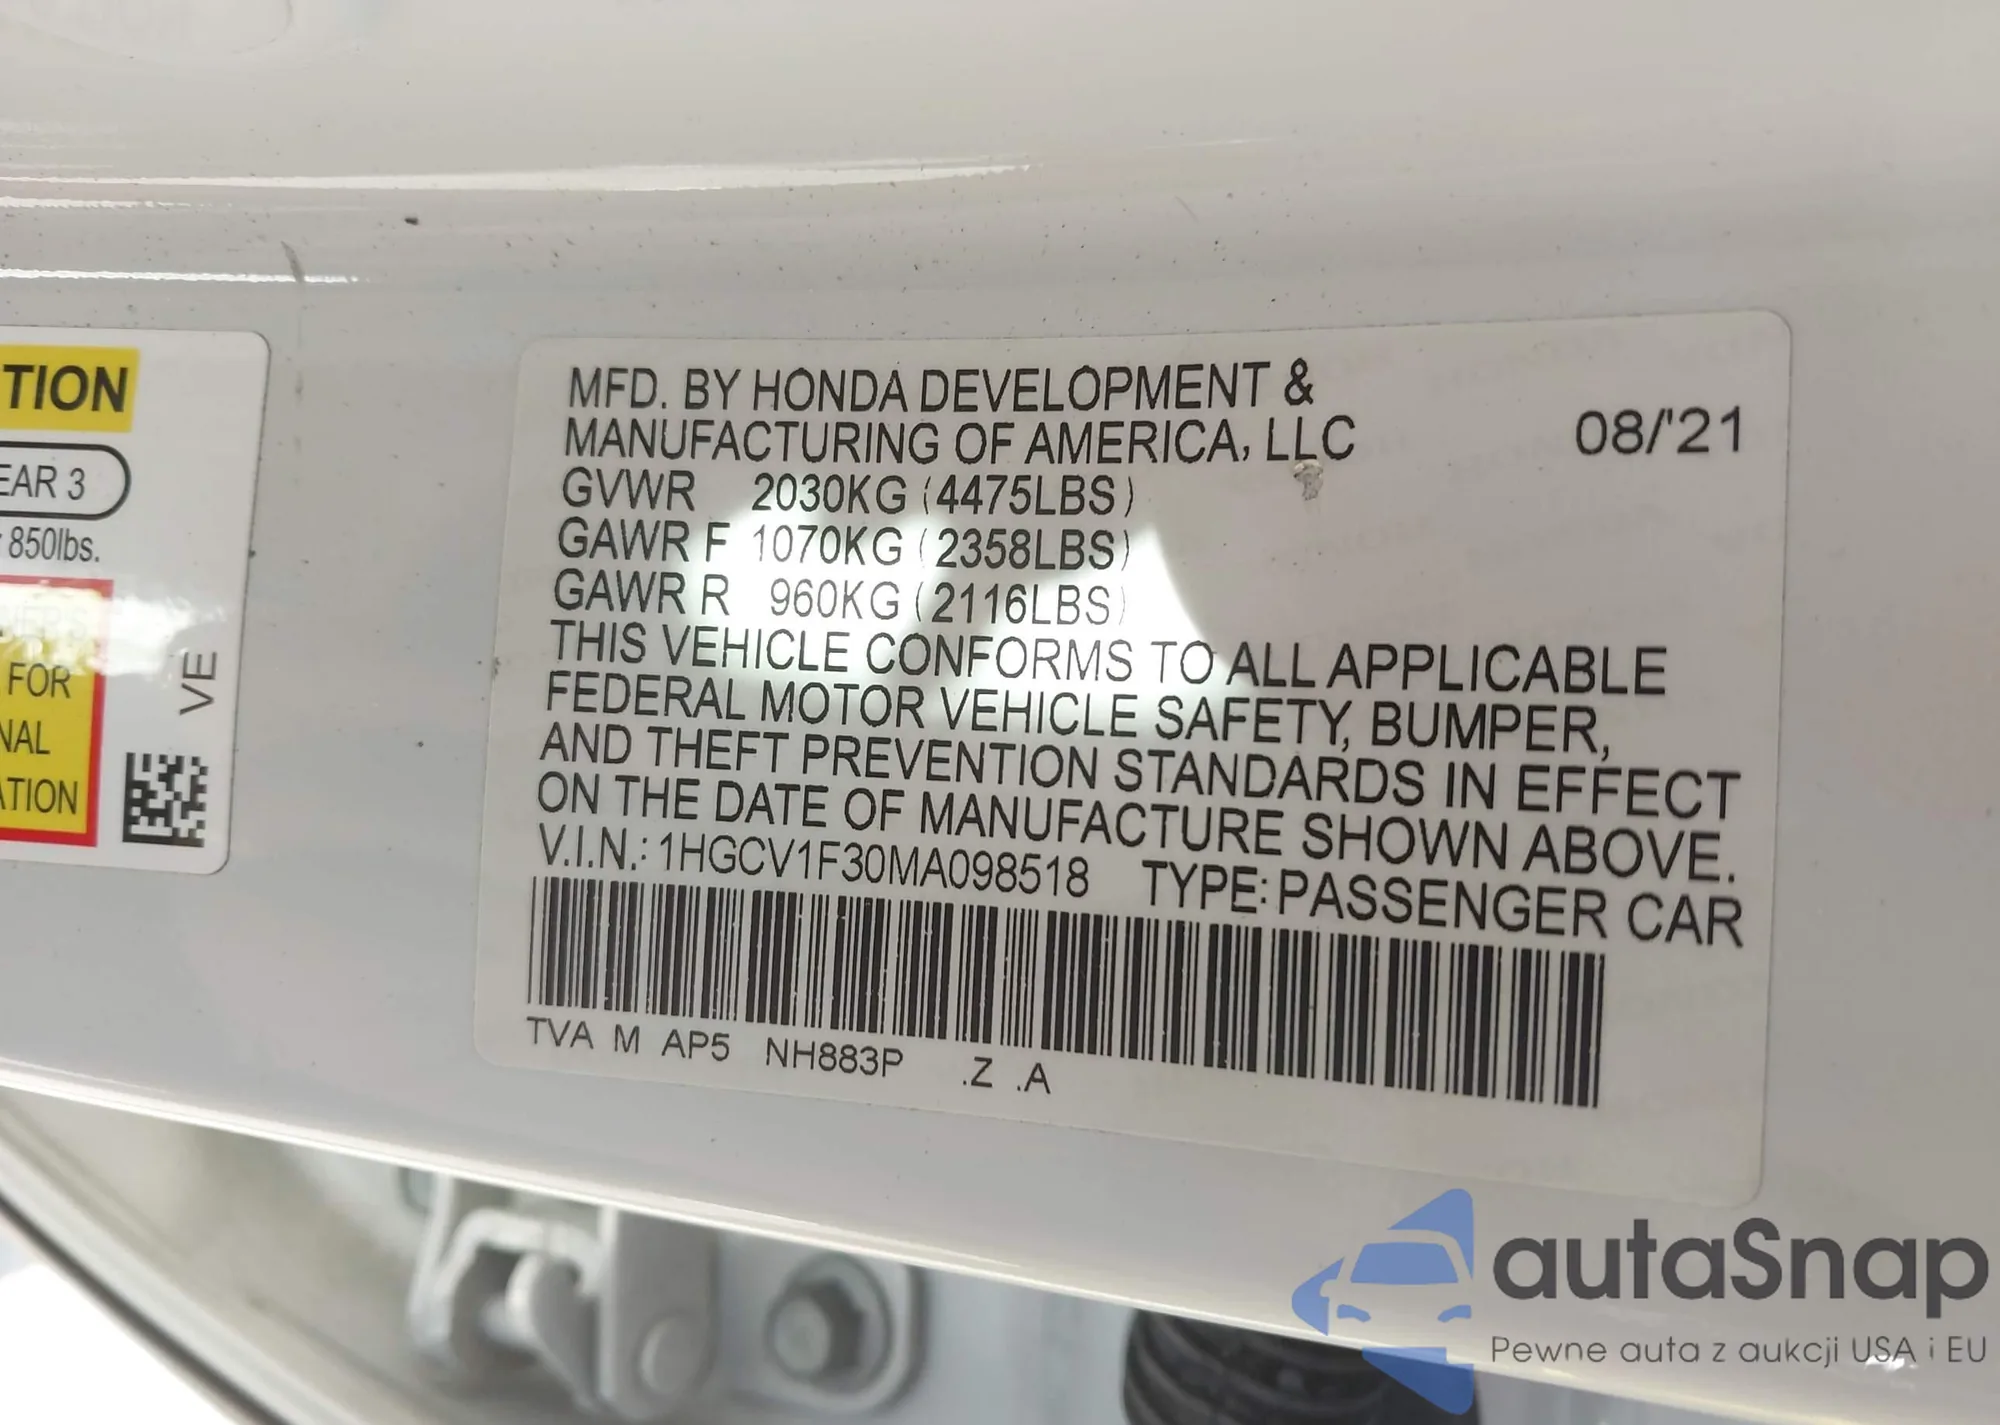 TION
EAR 3
850lbs.
FOR
NAL
ATION
VE
MFD. BY HONDA DEVELOPMENT &
MANUFACTURING OF AMERICA, LLC 08/'21
GVWR 2030KG (4475LBS)
GAWR F 1070KG (2358LBS)
GAWR R 960KG (2116LBS)
THIS VEHICLE CONFORMS TO ALL APPLICABLE
FEDERAL MOTOR VEHICLE SAFETY, BUMPER,
AND THEFT PREVENTION STANDARDS IN EFFECT
ON THE DATE OF MANUFACTURE SHOWN ABOVE.
V.I.N.: 1HGCV1F30MA098518 TYPE: PASSENGER CAR
TVA M AP5 NH883P .Z .A
autaSnap
Pewne auta z aukcji USA i EU